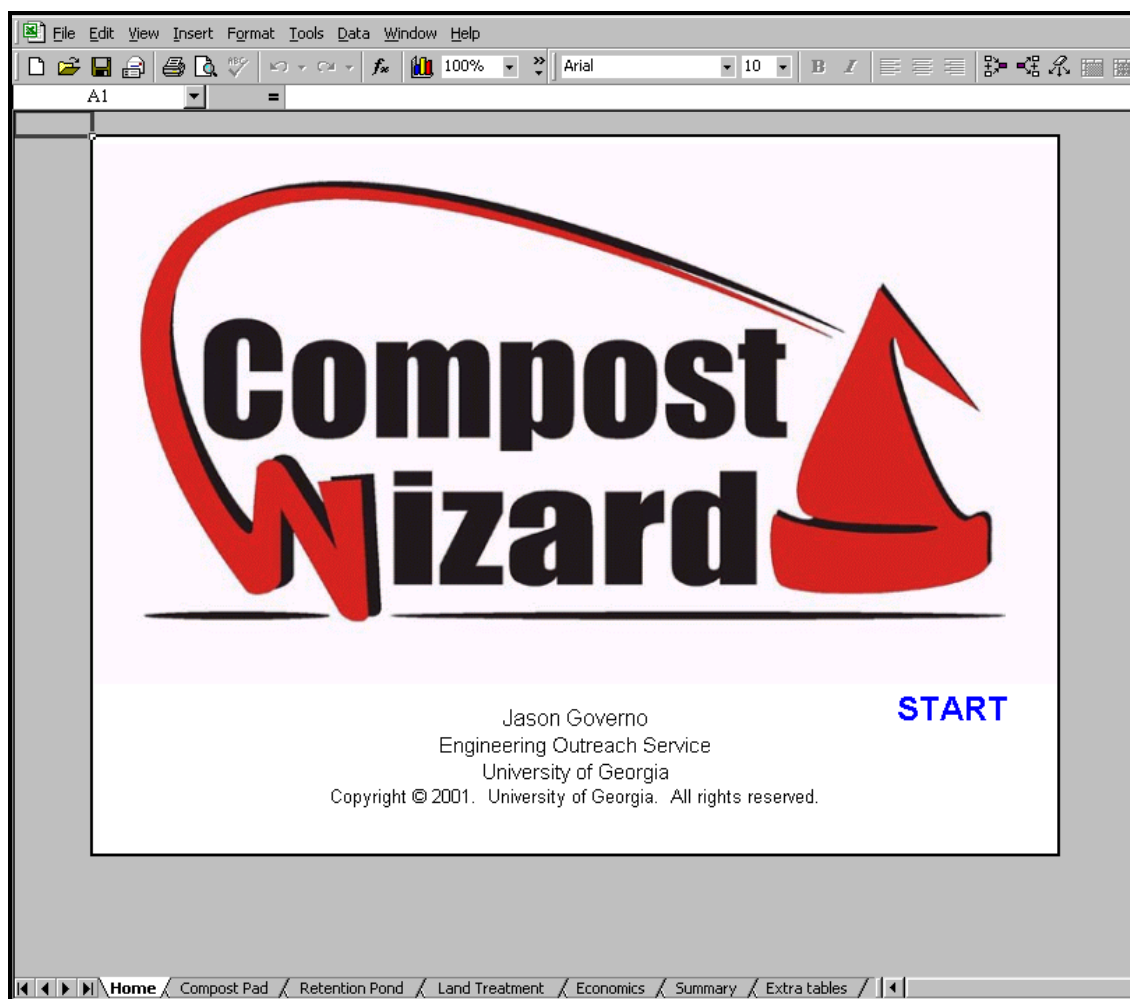 File Edit View Insert Format Tools Data Window Help
ABC 100% Arial 10 B I
A1 =
Compost
Wizard
START
Jason Governo
Engineering Outreach Service
University of Georgia
Copyright © 2001. University of Georgia. All rights reserved.
Home Compost Pad Retention Pond Land Treatment Economics Summary Extra tables